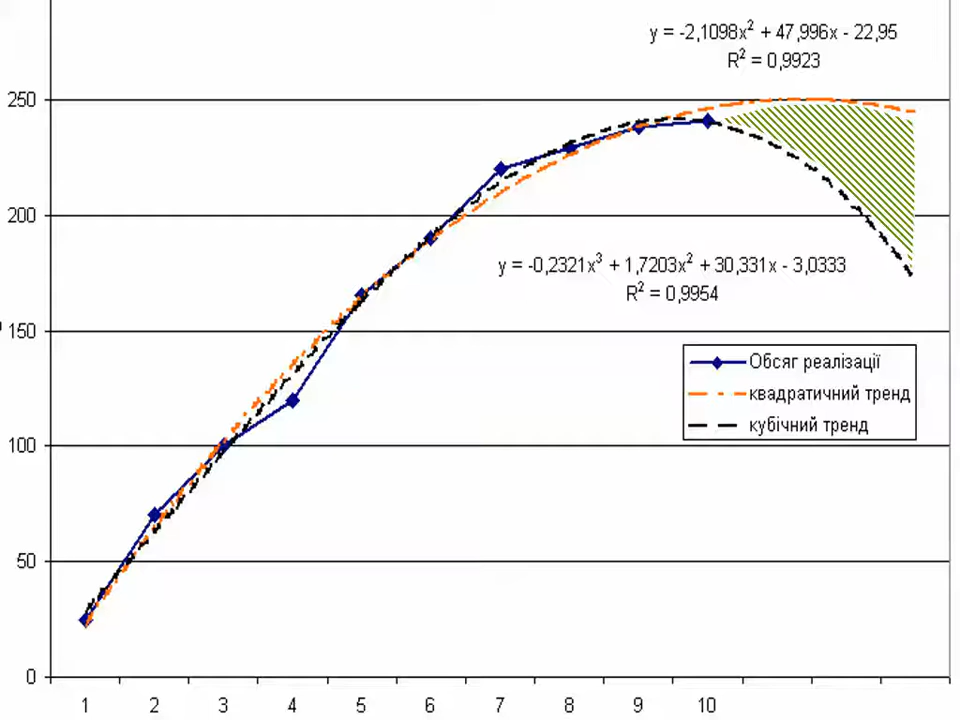 y = -2,1098x² + 47,996x - 22,95
R² = 0,9923
250
200
y = -0,2321x³ + 1,7203x² + 30,331x - 3,0333
R² = 0,9954
150
Обсяг реалізації
квадратичний тренд
кубічний тренд
100
50
0
1 2 3 4 5 6 7 8 9 10